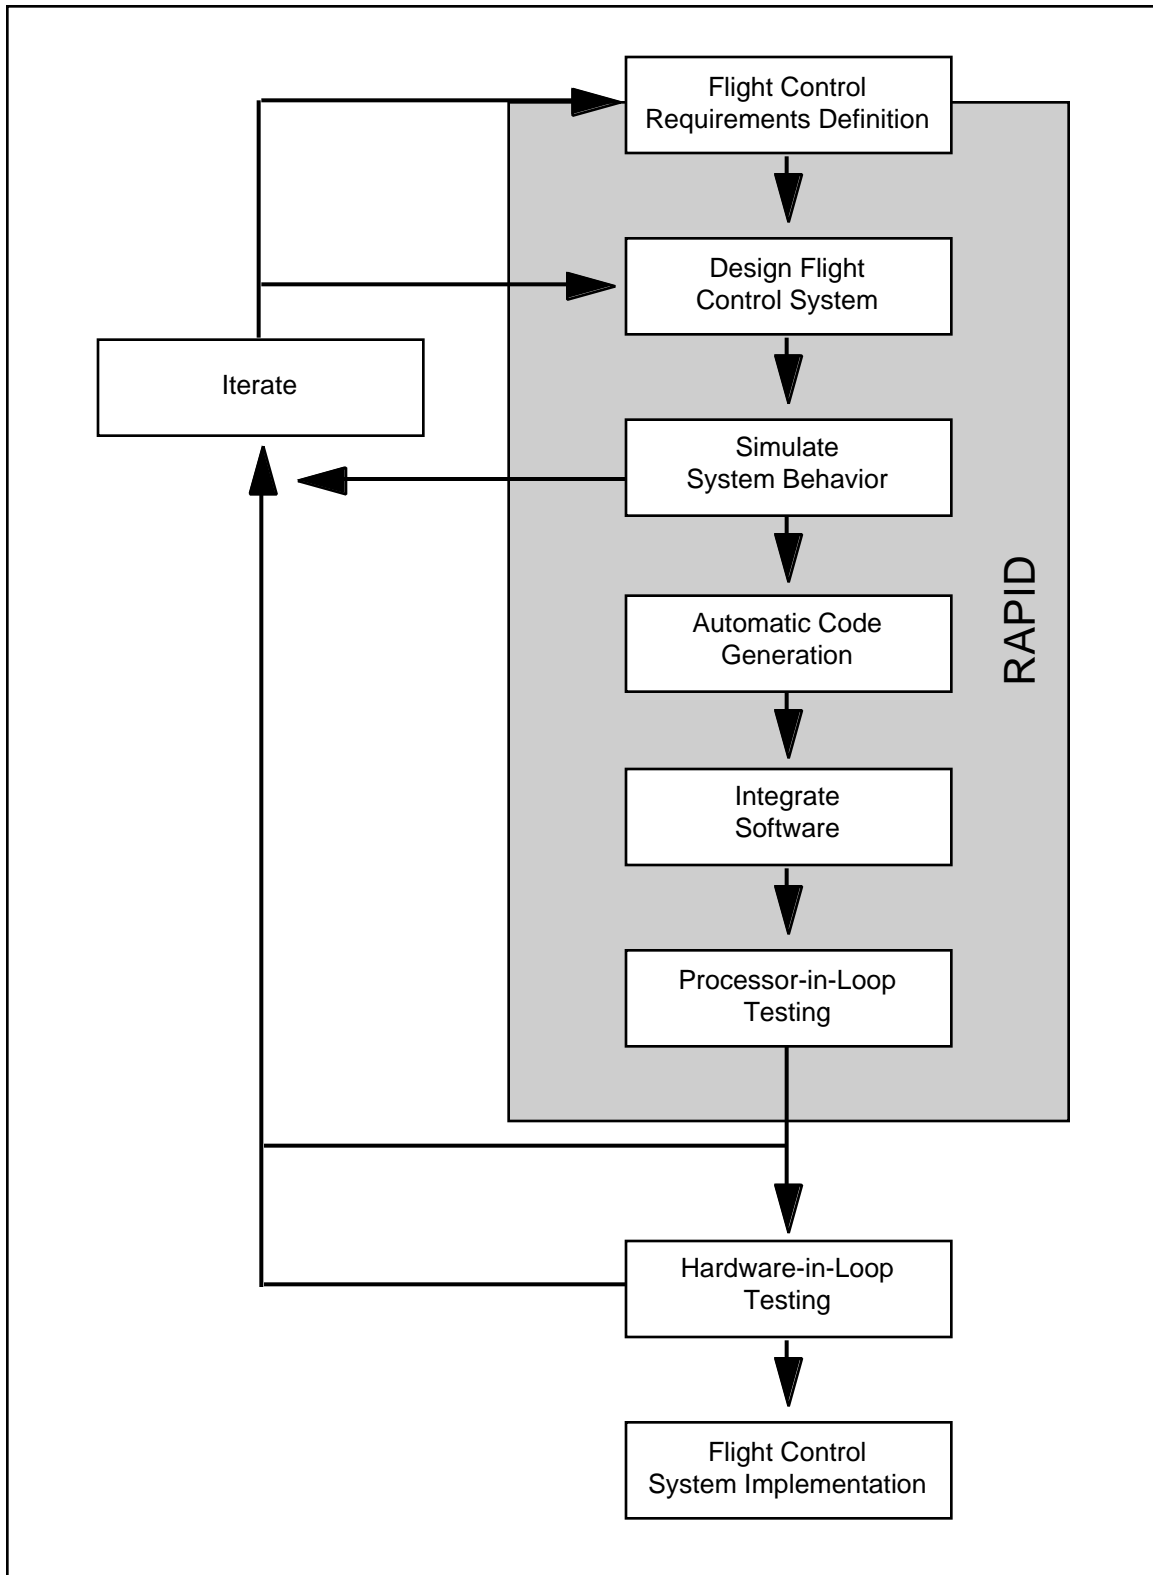 Flight Control
Requirements Definition
Design Flight
Control System
Iterate
Simulate
System Behavior
RAPID
Automatic Code
Generation
Integrate
Software
Processor-in-Loop
Testing
Hardware-in-Loop
Testing
Flight Control
System Implementation